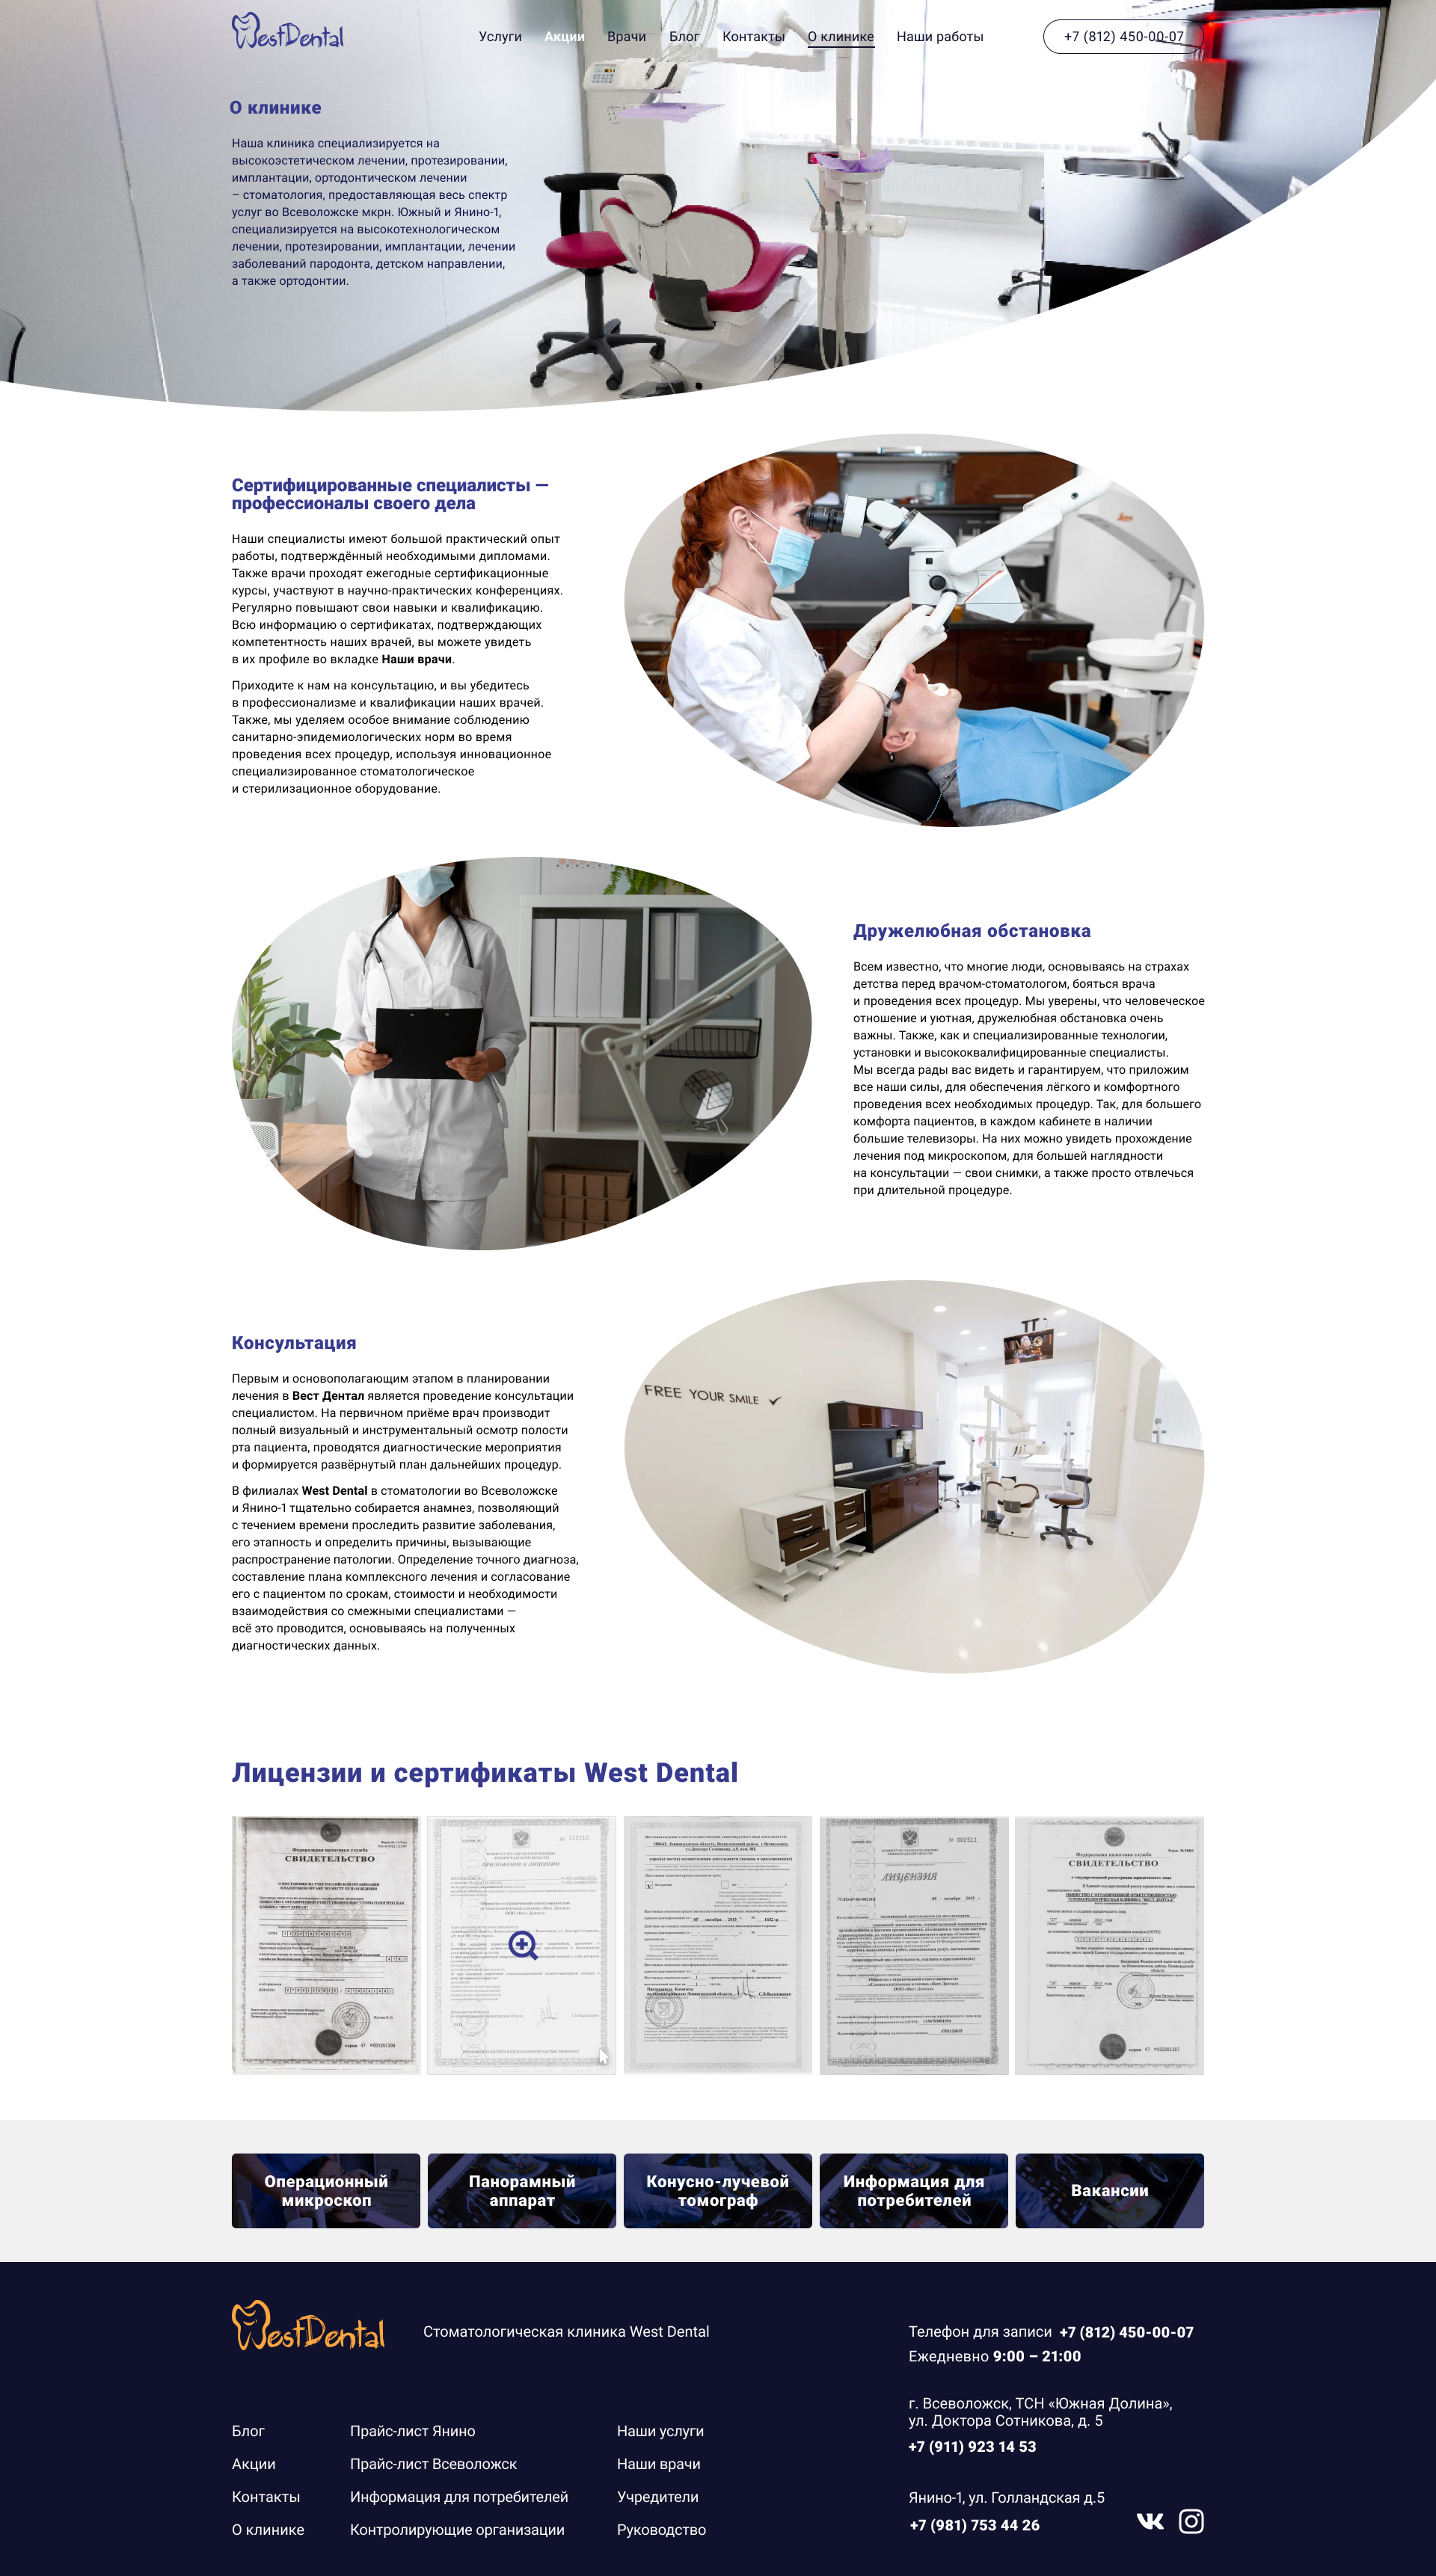 WestDental
Услуги Акции Врачи Блог Контакты О клинике Наши работы
+7 (812) 450-00-07
О клинике
Наша клиника специализируется на
высокоэстетическом лечении, протезировании,
имплантации, ортодонтическом лечении
– стоматология, предоставляющая весь спектр
услуг во Всеволожске мкрн. Южный и Янино-1,
специализируется на высокотехнологическом
лечении, протезировании, имплантации, лечении
заболеваний пародонта, детском направлении,
а также ортодонтии.
Сертифицированные специалисты —
профессионалы своего дела
Наши специалисты имеют большой практический опыт
работы, подтверждённый необходимыми дипломами.
Также врачи проходят ежегодные сертификационные
курсы, участвуют в научно-практических конференциях.
Регулярно повышают свои навыки и квалификацию.
Всю информацию о сертификатах, подтверждающих
компетентность наших врачей, вы можете увидеть
в их профиле во вкладке Наши врачи.
Приходите к нам на консультацию, и вы убедитесь
в профессионализме и квалификации наших врачей.
Также, мы уделяем особое внимание соблюдению
санитарно-эпидемиологических норм во время
проведения всех процедур, используя инновационное
специализированное стоматологическое
и стерилизационное оборудование.
Дружелюбная обстановка
Всем известно, что многие люди, основываясь на страхах
детства перед врачом-стоматологом, бояться врача
и проведения всех процедур. Мы уверены, что человеческое
отношение и уютная, дружелюбная обстановка очень
важны. Также, как и специализированные технологии,
установки и высококвалифицированные специалисты.
Мы всегда рады вас видеть и гарантируем, что приложим
все наши силы, для обеспечения лёгкого и комфортного
проведения всех необходимых процедур. Так, для большего
комфорта пациентов, в каждом кабинете в наличии
большие телевизоры. На них можно увидеть прохождение
лечения под микроскопом, для большей наглядности
на консультации — свои снимки, а также просто отвлечься
при длительной процедуре.
Консультация
Первым и основополагающим этапом в планировании
лечения в Вест Дентал является проведение консультации
специалистом. На первичном приёме врач производит
полный визуальный и инструментальный осмотр полости
рта пациента, проводятся диагностические мероприятия
и формируется развёрнутый план дальнейших процедур.
В филиалах West Dental в стоматологии во Всеволожске
и Янино-1 тщательно собирается анамнез, позволяющий
с течением времени проследить развитие заболевания,
его этапность и определить причины, вызывающие
распространение патологии. Определение точного диагноза,
составление плана комплексного лечения и согласование
его с пациентом по срокам, стоимости и необходимости
взаимодействия со смежными специалистами —
всё это проводится, основываясь на полученных
диагностических данных.
FREE YOUR SMILE
Лицензии и сертификаты West Dental
Федеральная налоговая служба
СВИДЕТЕЛЬСТВО
ПРИЛОЖЕНИЕ К ЛИЦЕНЗИИ
№ 002511
ЛИЦЕНЗИЯ
Федеральная налоговая служба
СВИДЕТЕЛЬСТВО
Операционный
микроскоп
Панорамный
аппарат
Конусно-лучевой
томограф
Информация для
потребителей
Вакансии
WestDental
Стоматологическая клиника West Dental
Телефон для записи +7 (812) 450-00-07
Ежедневно 9:00 – 21:00
г. Всеволожск, ТСН «Южная Долина»,
ул. Доктора Сотникова, д. 5
+7 (911) 923 14 53
Янино-1, ул. Голландская д.5
+7 (981) 753 44 26
Блог Прайс-лист Янино Наши услуги
Акции Прайс-лист Всеволожск Наши врачи
Контакты Информация для потребителей Учредители
О клинике Контролирующие организации Руководство